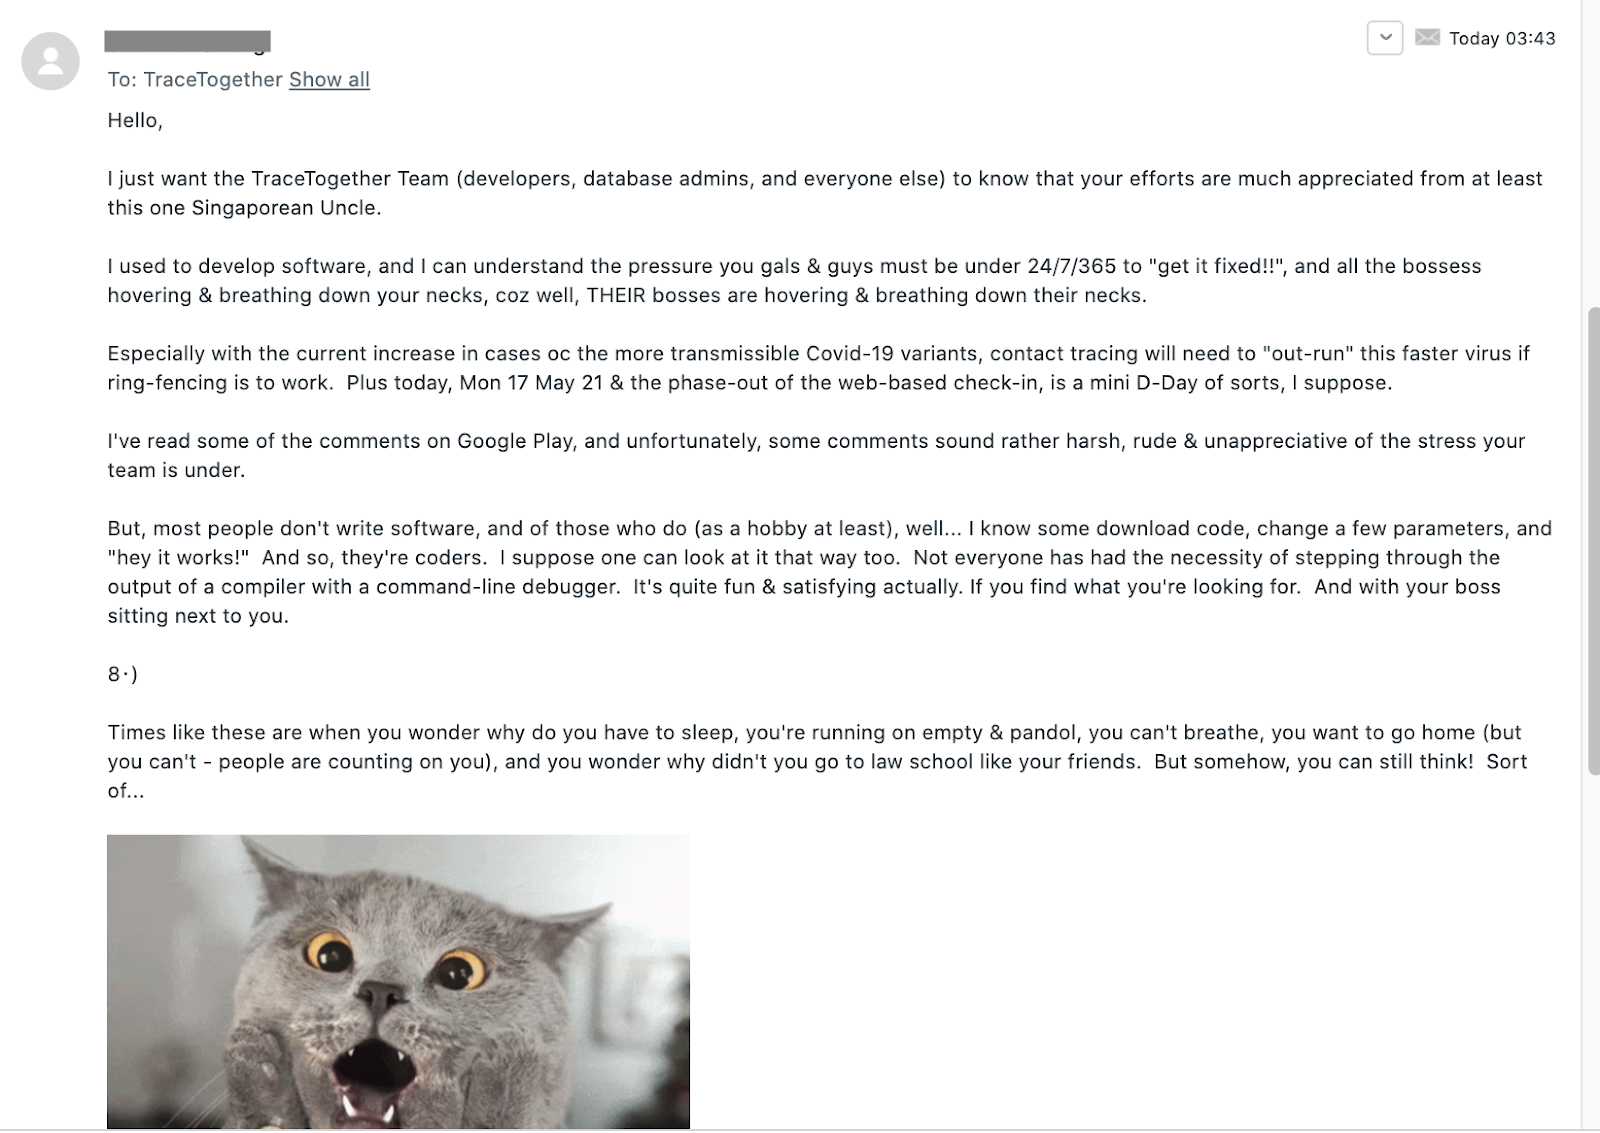 Today 03:43
To: TraceTogether Show all
Hello,
I just want the TraceTogether Team (developers, database admins, and everyone else) to know that your efforts are much appreciated from at least
this one Singaporean Uncle.
I used to develop software, and I can understand the pressure you gals & guys must be under 24/7/365 to "get it fixed!!", and all the bossess
hovering & breathing down your necks, coz well, THEIR bosses are hovering & breathing down their necks.
Especially with the current increase in cases oc the more transmissible Covid-19 variants, contact tracing will need to "out-run" this faster virus if
ring-fencing is to work.  Plus today, Mon 17 May 21 & the phase-out of the web-based check-in, is a mini D-Day of sorts, I suppose.
I've read some of the comments on Google Play, and unfortunately, some comments sound rather harsh, rude & unappreciative of the stress your
team is under.
But, most people don't write software, and of those who do (as a hobby at least), well... I know some download code, change a few parameters, and
"hey it works!"  And so, they're coders.  I suppose one can look at it that way too.  Not everyone has had the necessity of stepping through the
output of a compiler with a command-line debugger.  It's quite fun & satisfying actually. If you find what you're looking for.  And with your boss
sitting next to you.
8·)
Times like these are when you wonder why do you have to sleep, you're running on empty & pandol, you can't breathe, you want to go home (but
you can't - people are counting on you), and you wonder why didn't you go to law school like your friends.  But somehow, you can still think!  Sort
of...